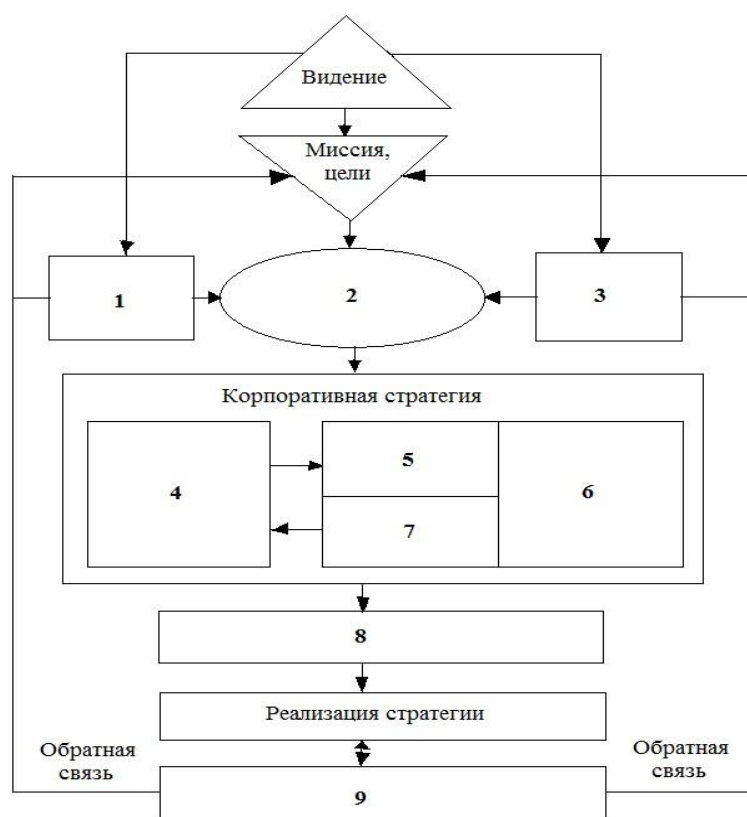 Видение
Миссия,
цели
1
2
3
Корпоративная стратегия
4
5
6
7
8
Реализация стратегии
Обратная
связь
Обратная
связь
9